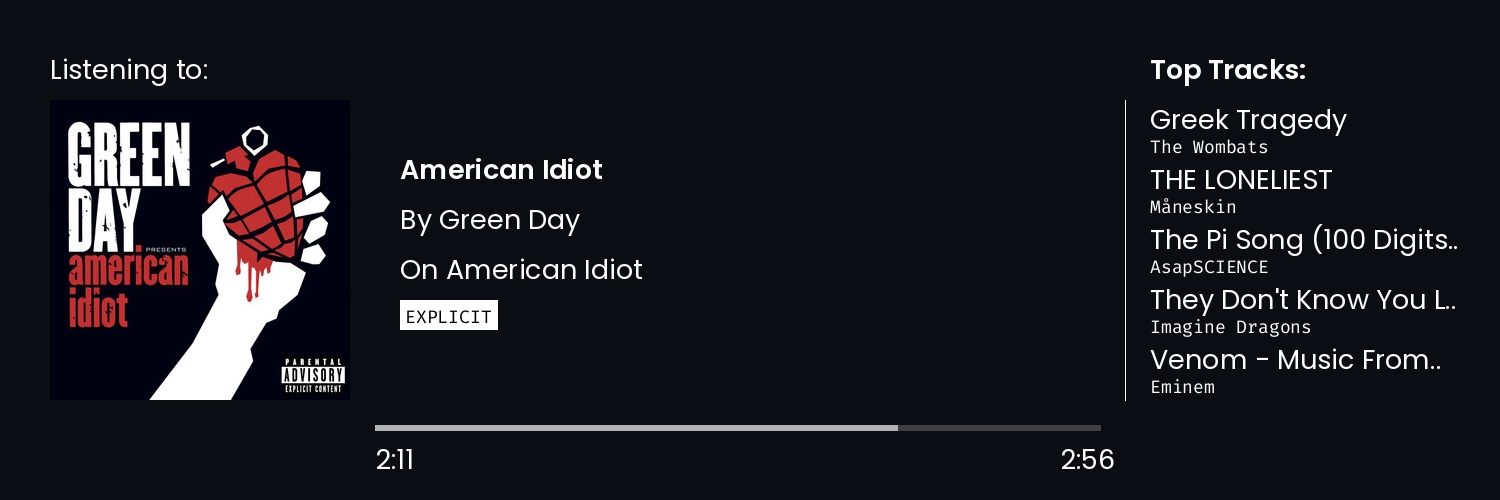 Listening to:
GREEN
DAY
PRESENTS
american
idiot
PARENTAL
ADVISORY
EXPLICIT CONTENT
American Idiot
By Green Day
On American Idiot
EXPLICIT
2:11
2:56
Top Tracks:
Greek Tragedy
The Wombats
THE LONELIEST
Måneskin
The Pi Song (100 Digits..
AsapSCIENCE
They Don't Know You L..
Imagine Dragons
Venom - Music From..
Eminem